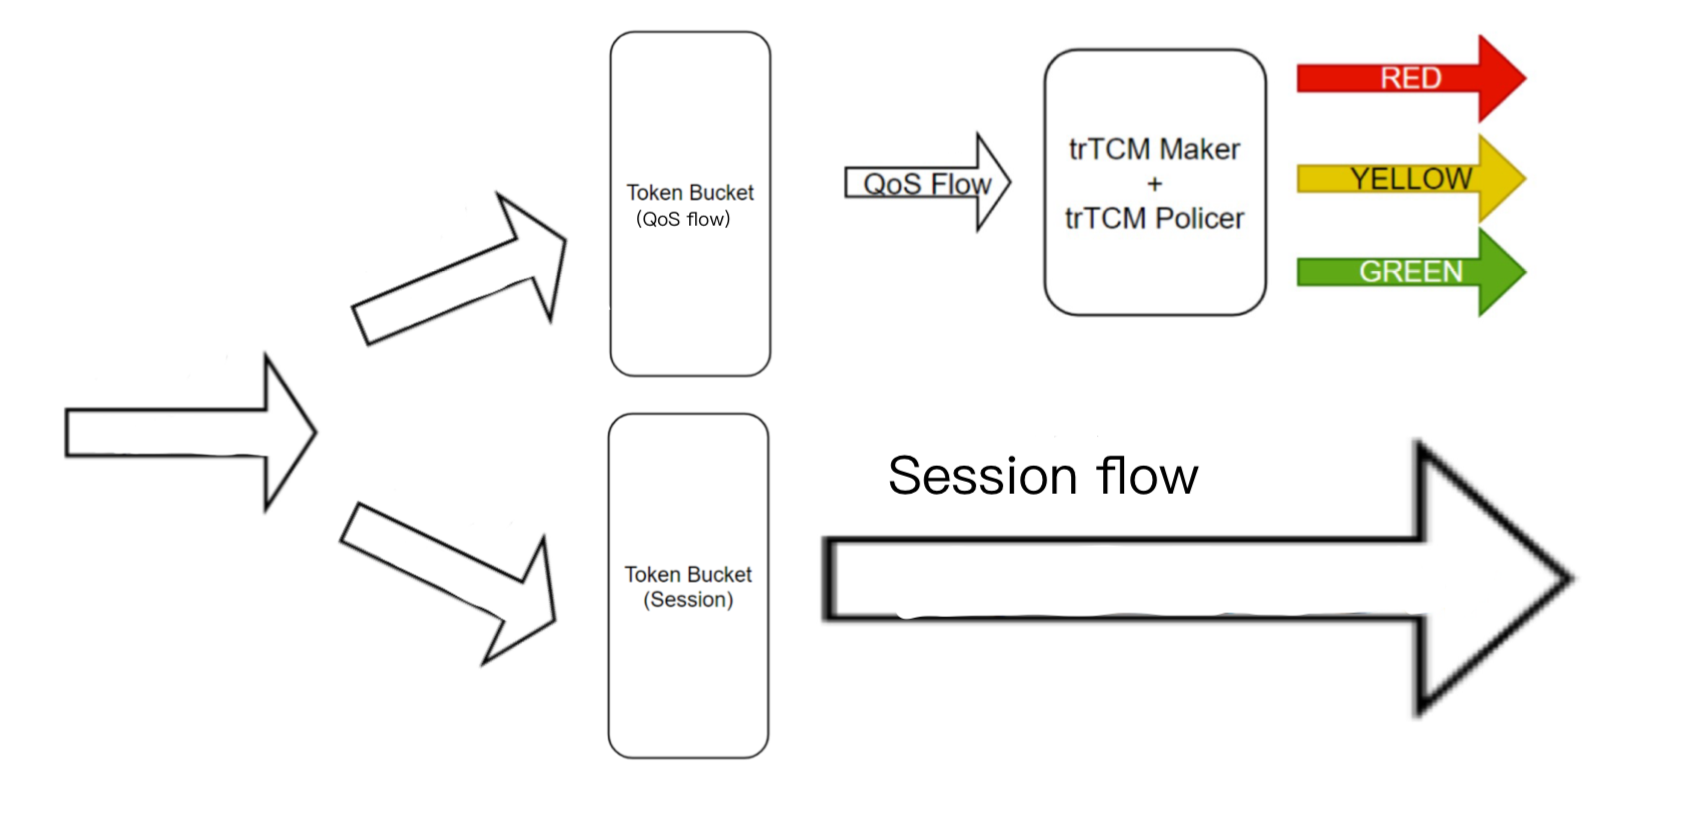 Token Bucket
(QoS flow)
QoS Flow
trTCM Maker
+
trTCM Policer
RED
YELLOW
GREEN
Token Bucket
(Session)
Session flow